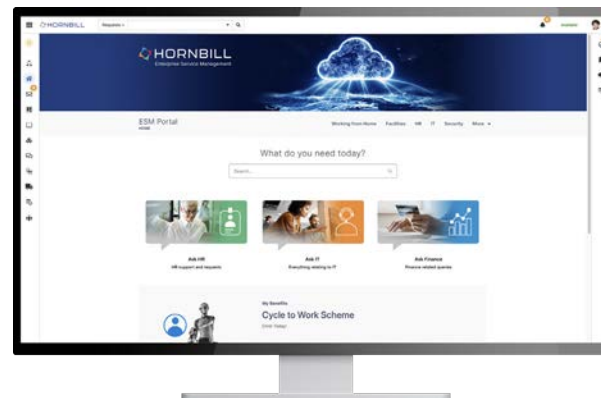 HORNBILL
Requests
HORNBILL
Enterprise Service Management
ESM Portal
HOME
Working from Home Facilities HR IT Security More
What do you need today?
Search...
Ask HR
HR support and requests
Ask IT
Everything relating to IT
Ask Finance
Finance related queries
My Benefits
Cycle to Work Scheme